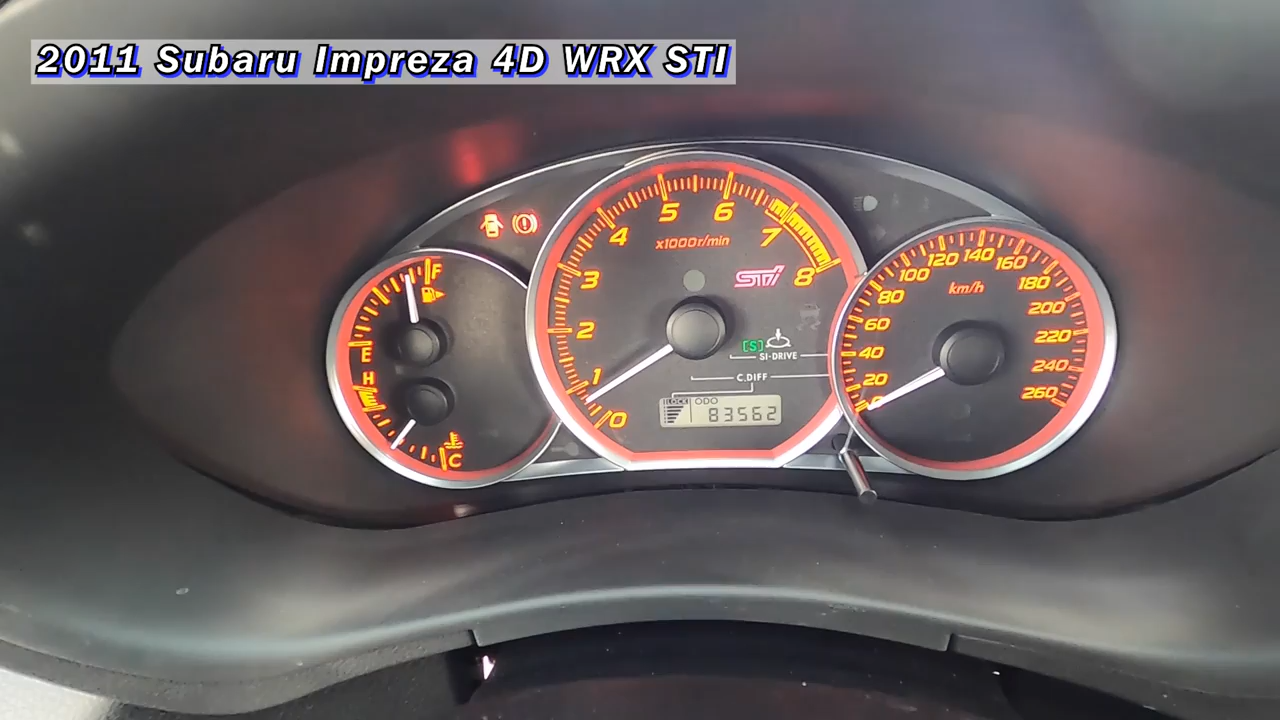 2011 Subaru Impreza 4D WRX STI
F
E
H
C
0
1
2
3
4
5
6
7
8
x1000r/min
STi
[S]
SI-DRIVE
C.DIFF
LOCK ODO
83562
0
20
40
60
80
100
120
140
160
180
200
220
240
260
km/h